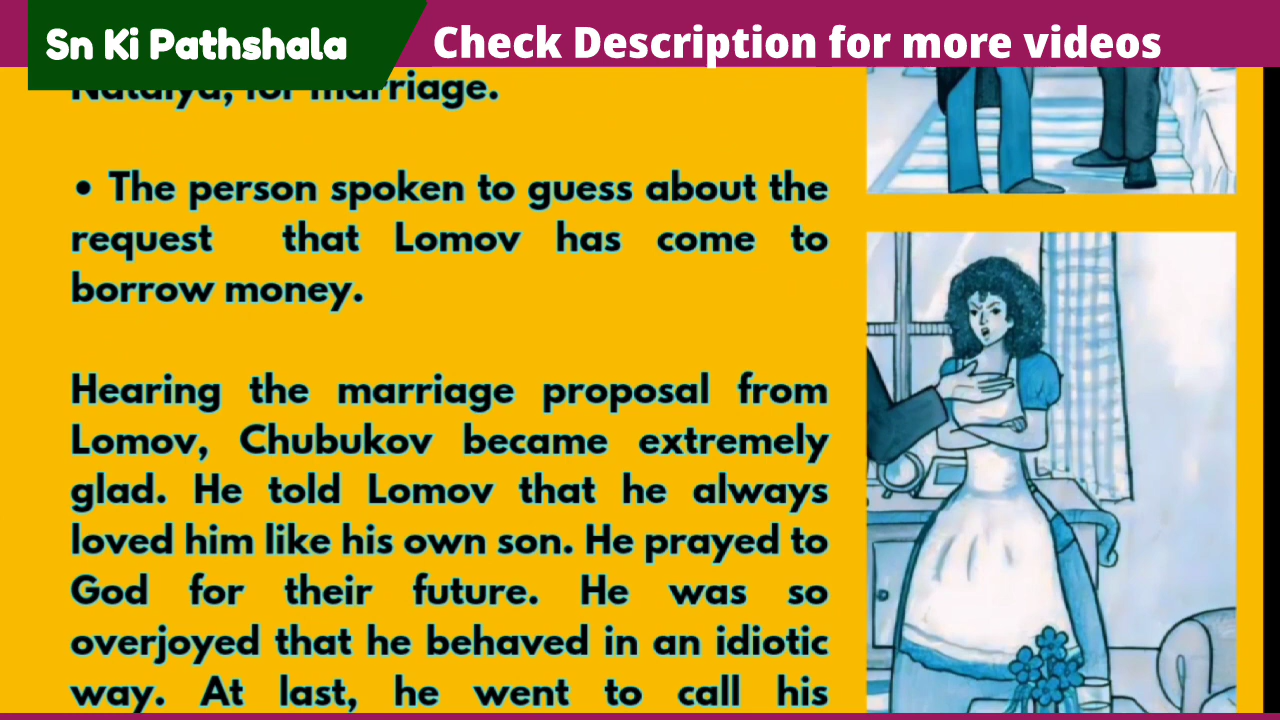 Sn Ki Pathshala
Check Description for more videos
Natalya, for marriage.
• The person spoken to guess about the
request that Lomov has come to
borrow money.
Hearing the marriage proposal from
Lomov, Chubukov became extremely
glad. He told Lomov that he always
loved him like his own son. He prayed to
God for their future. He was so
overjoyed that he behaved in an idiotic
way. At last, he went to call his